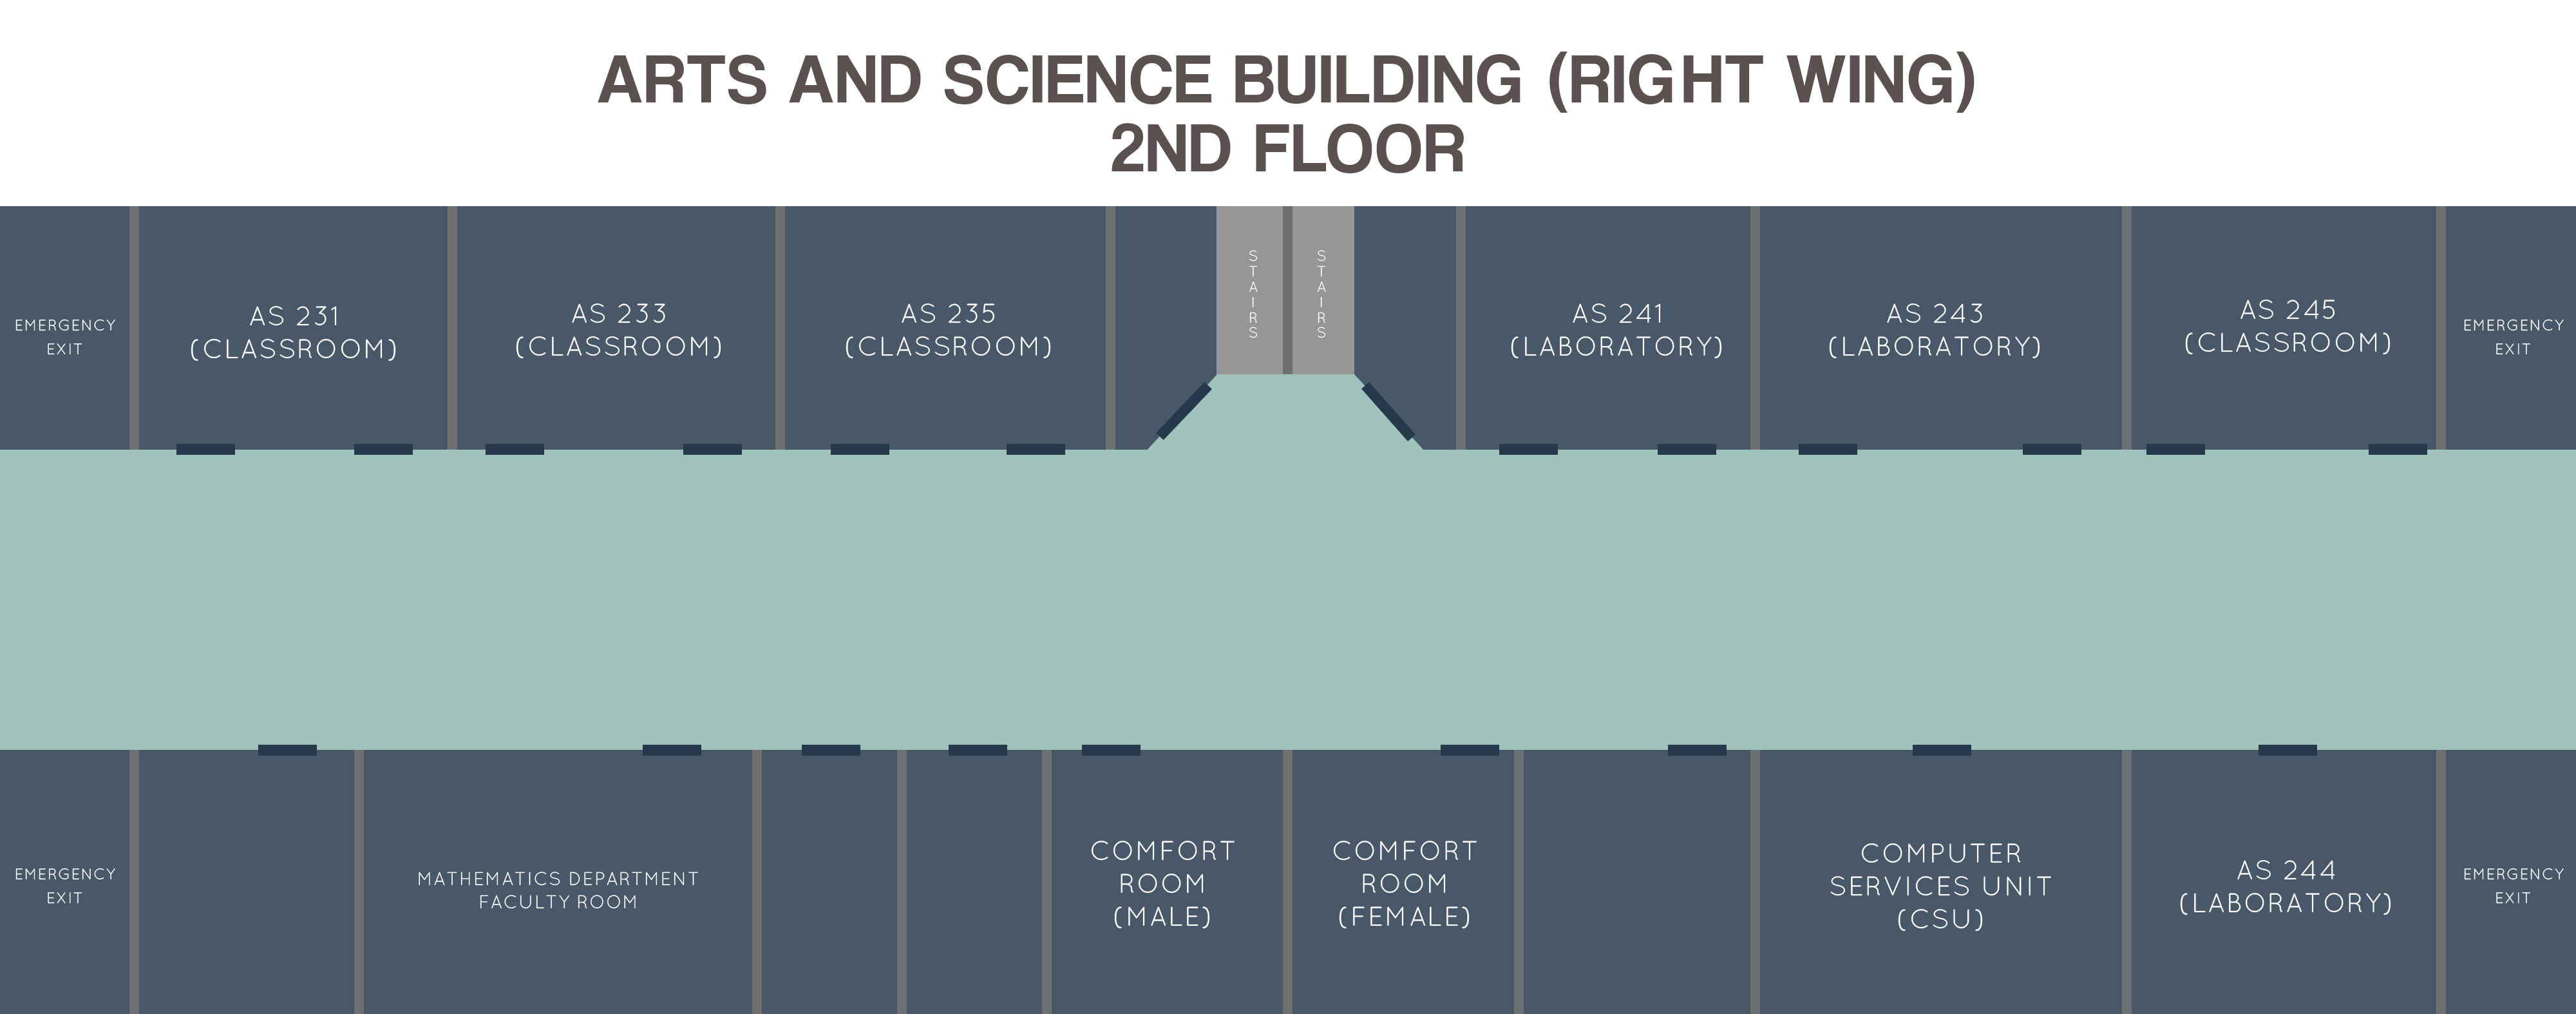 ARTS AND SCIENCE BUILDING (RIGHT WING)
2ND FLOOR
EMERGENCY
EXIT
AS 231
(CLASSROOM)
AS 233
(CLASSROOM)
AS 235
(CLASSROOM)
STAIRS
STAIRS
AS 241
(LABORATORY)
AS 243
(LABORATORY)
AS 245
(CLASSROOM)
EMERGENCY
EXIT
EMERGENCY
EXIT
MATHEMATICS DEPARTMENT
FACULTY ROOM
COMFORT
ROOM
(MALE)
COMFORT
ROOM
(FEMALE)
COMPUTER
SERVICES UNIT
(CSU)
AS 244
(LABORATORY)
EMERGENCY
EXIT